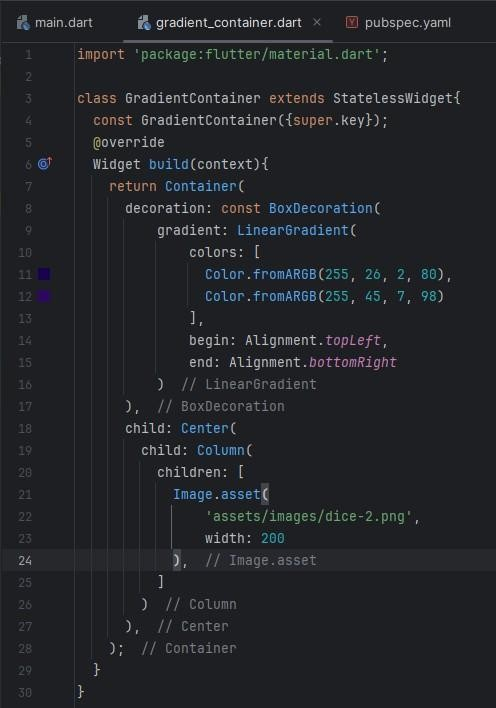 main.dart gradient_container.dart × pubspec.yaml
1 import 'package:flutter/material.dart';
2
3 class GradientContainer extends StatelessWidget{
4   const GradientContainer({super.key});
5   @override
6   Widget build(context){
7     return Container(
8       decoration: const BoxDecoration(
9           gradient: LinearGradient(
10               colors: [
11                 Color.fromARGB(255, 26, 2, 80),
12                 Color.fromARGB(255, 45, 7, 98)
13               ],
14               begin: Alignment.topLeft,
15               end: Alignment.bottomRight
16           )  // LinearGradient
17       ),  // BoxDecoration
18       child: Center(
19         child: Column(
20           children: [
21             Image.asset(
22                 'assets/images/dice-2.png',
23                 width: 200
24             ),  // Image.asset
25           ]
26         )  // Column
27       ),  // Center
28     );  // Container
29   }
30 }